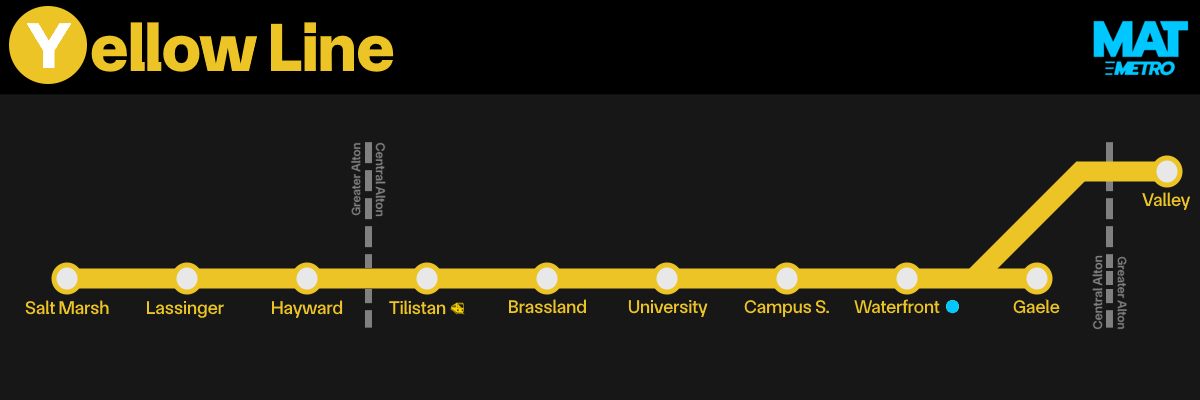 Yellow Line
MAT
METRO
Greater Alton
Central Alton
Valley
Central Alton
Greater Alton
Salt Marsh
Lassinger
Hayward
Tilistan
Brassland
University
Campus S.
Waterfront
Gaele